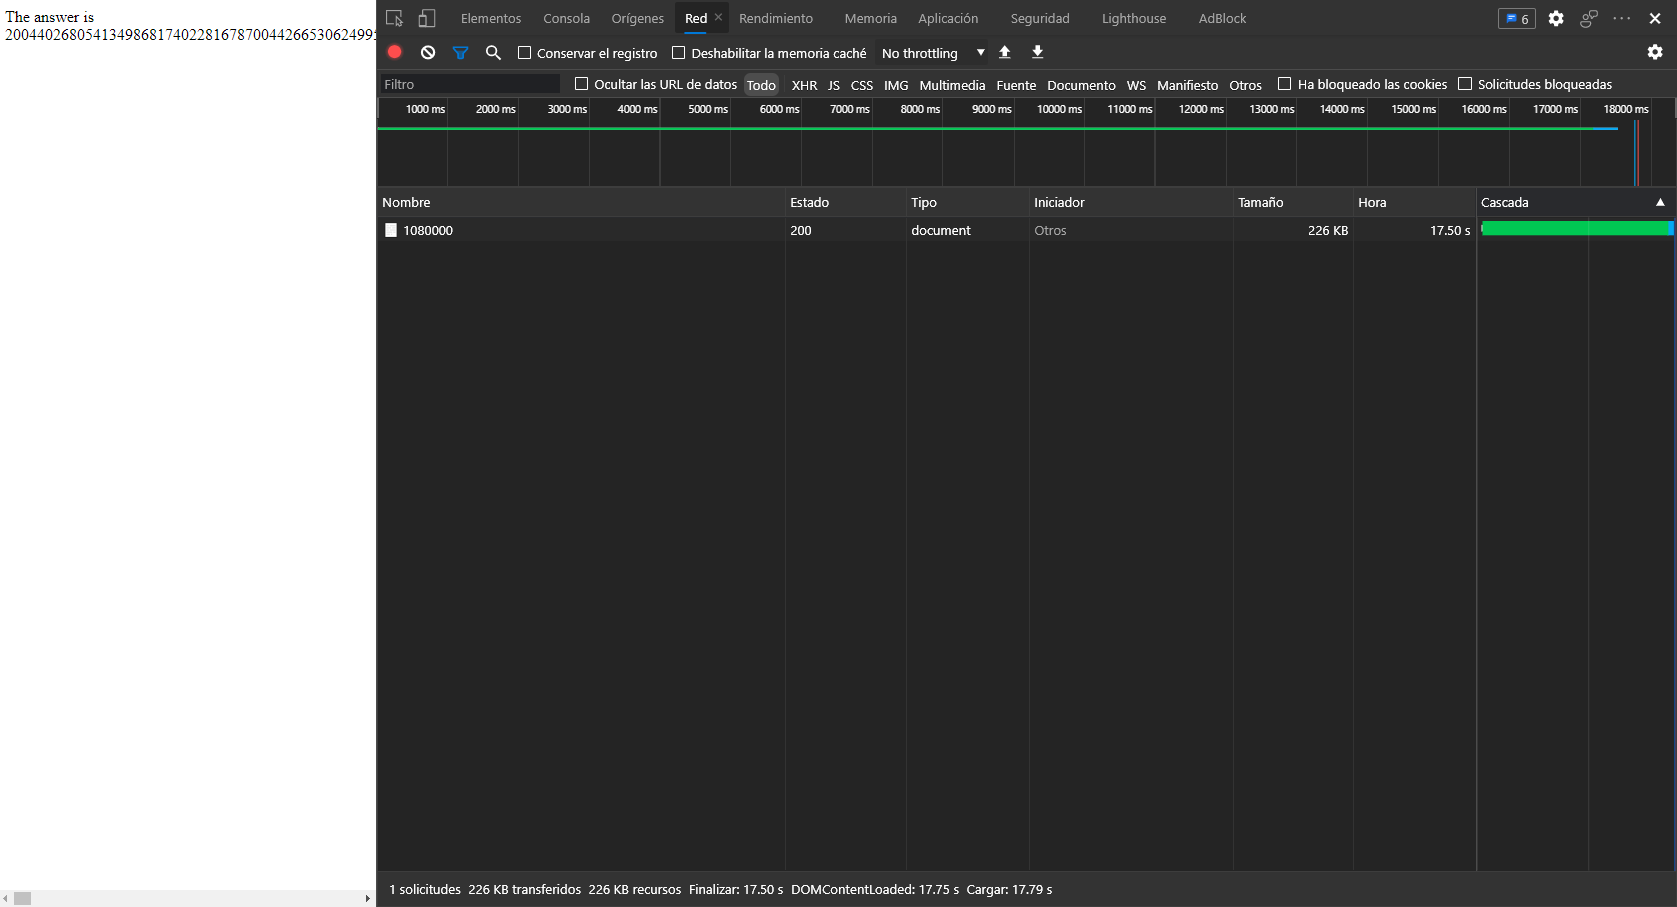 The answer is
2004402680541349868174022816787004426653062499
Elementos Consola Orígenes Red Rendimiento Memoria Aplicación Seguridad Lighthouse AdBlock 6
Conservar el registro Deshabilitar la memoria caché No throttling
Filtro Ocultar las URL de datos Todo XHR JS CSS IMG Multimedia Fuente Documento WS Manifiesto Otros Ha bloqueado las cookies Solicitudes bloqueadas
1000 ms 2000 ms 3000 ms 4000 ms 5000 ms 6000 ms 7000 ms 8000 ms 9000 ms 10000 ms 11000 ms 12000 ms 13000 ms 14000 ms 15000 ms 16000 ms 17000 ms 18000 ms
Nombre Estado Tipo Iniciador Tamaño Hora Cascada
1080000 200 document Otros 226 KB 17.50 s
1 solicitudes 226 KB transferidos 226 KB recursos Finalizar: 17.50 s DOMContentLoaded: 17.75 s Cargar: 17.79 s